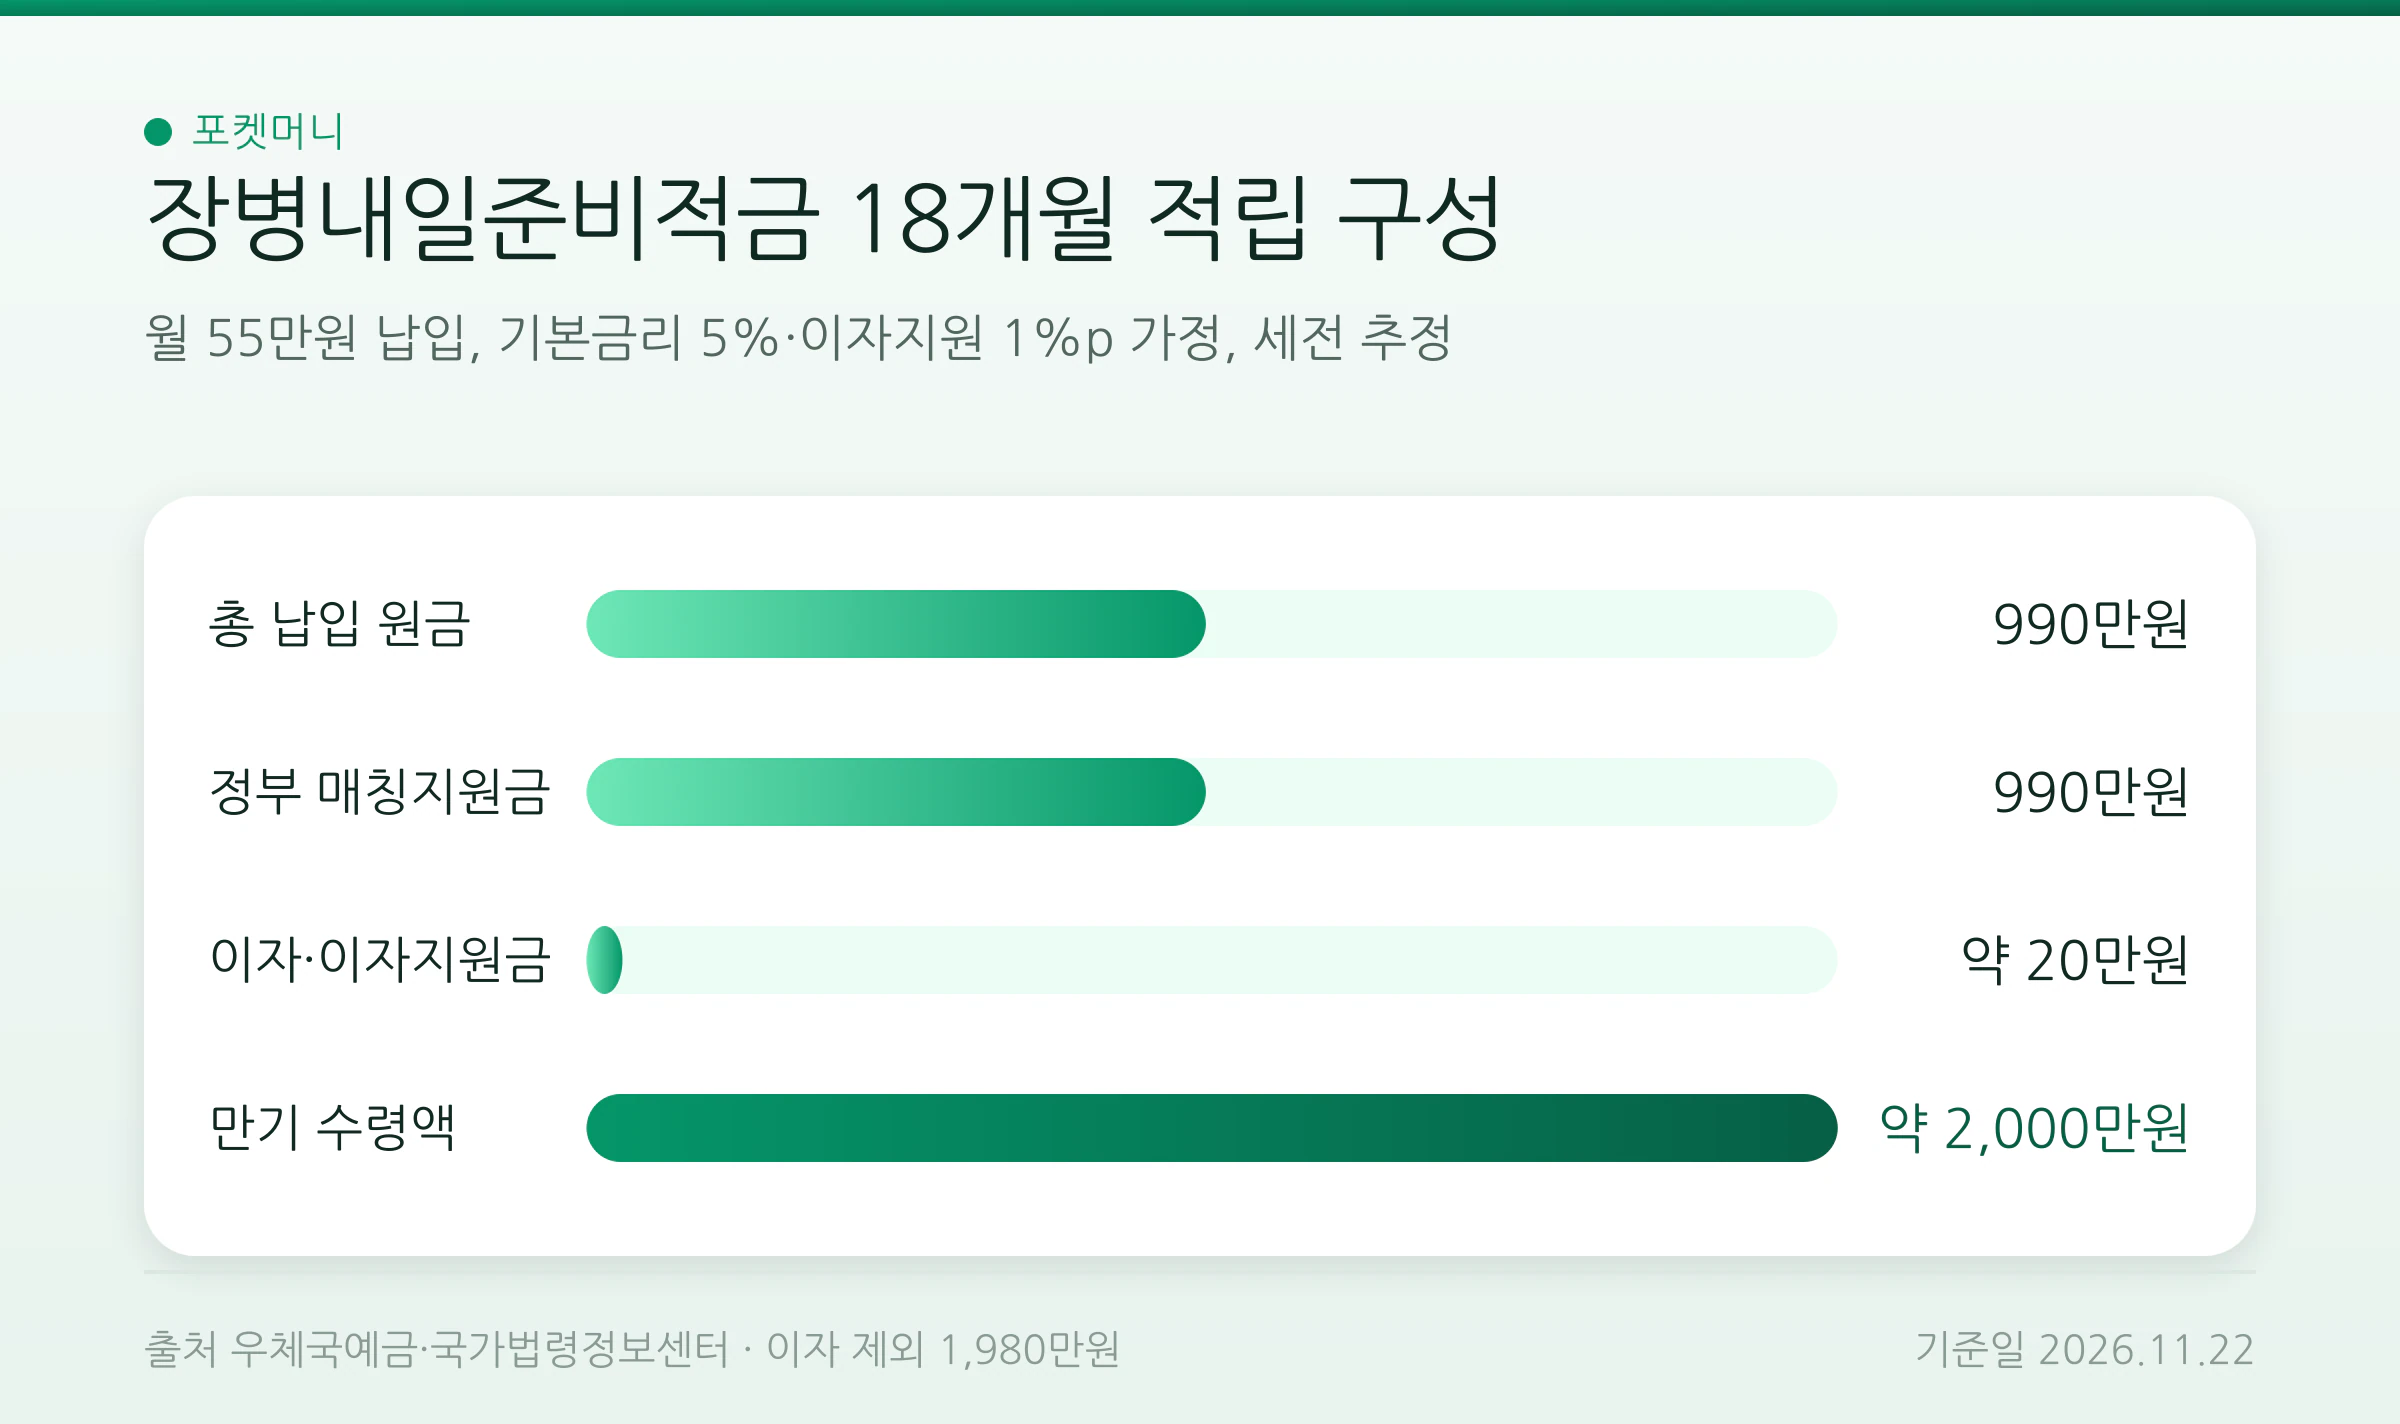 포켓머니
장병내일준비적금 18개월 적립 구성
월 55만원 납입, 기본금리 5%·이자지원 1%p 가정, 세전 추정
총 납입 원금 990만원
정부 매칭지원금 990만원
이자·이자지원금 약 20만원
만기 수령액 약 2,000만원
출처 우체국예금·국가법령정보센터 · 이자 제외 1,980만원 기준일 2026.11.22